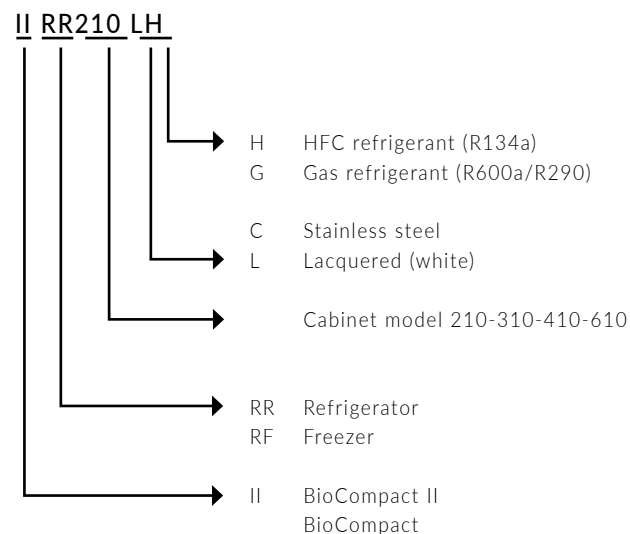 II RR210 LH
H HFC refrigerant (R134a)
G Gas refrigerant (R600a/R290)
C Stainless steel
L Lacquered (white)
Cabinet model 210-310-410-610
RR Refrigerator
RF Freezer
II BioCompact II
BioCompact